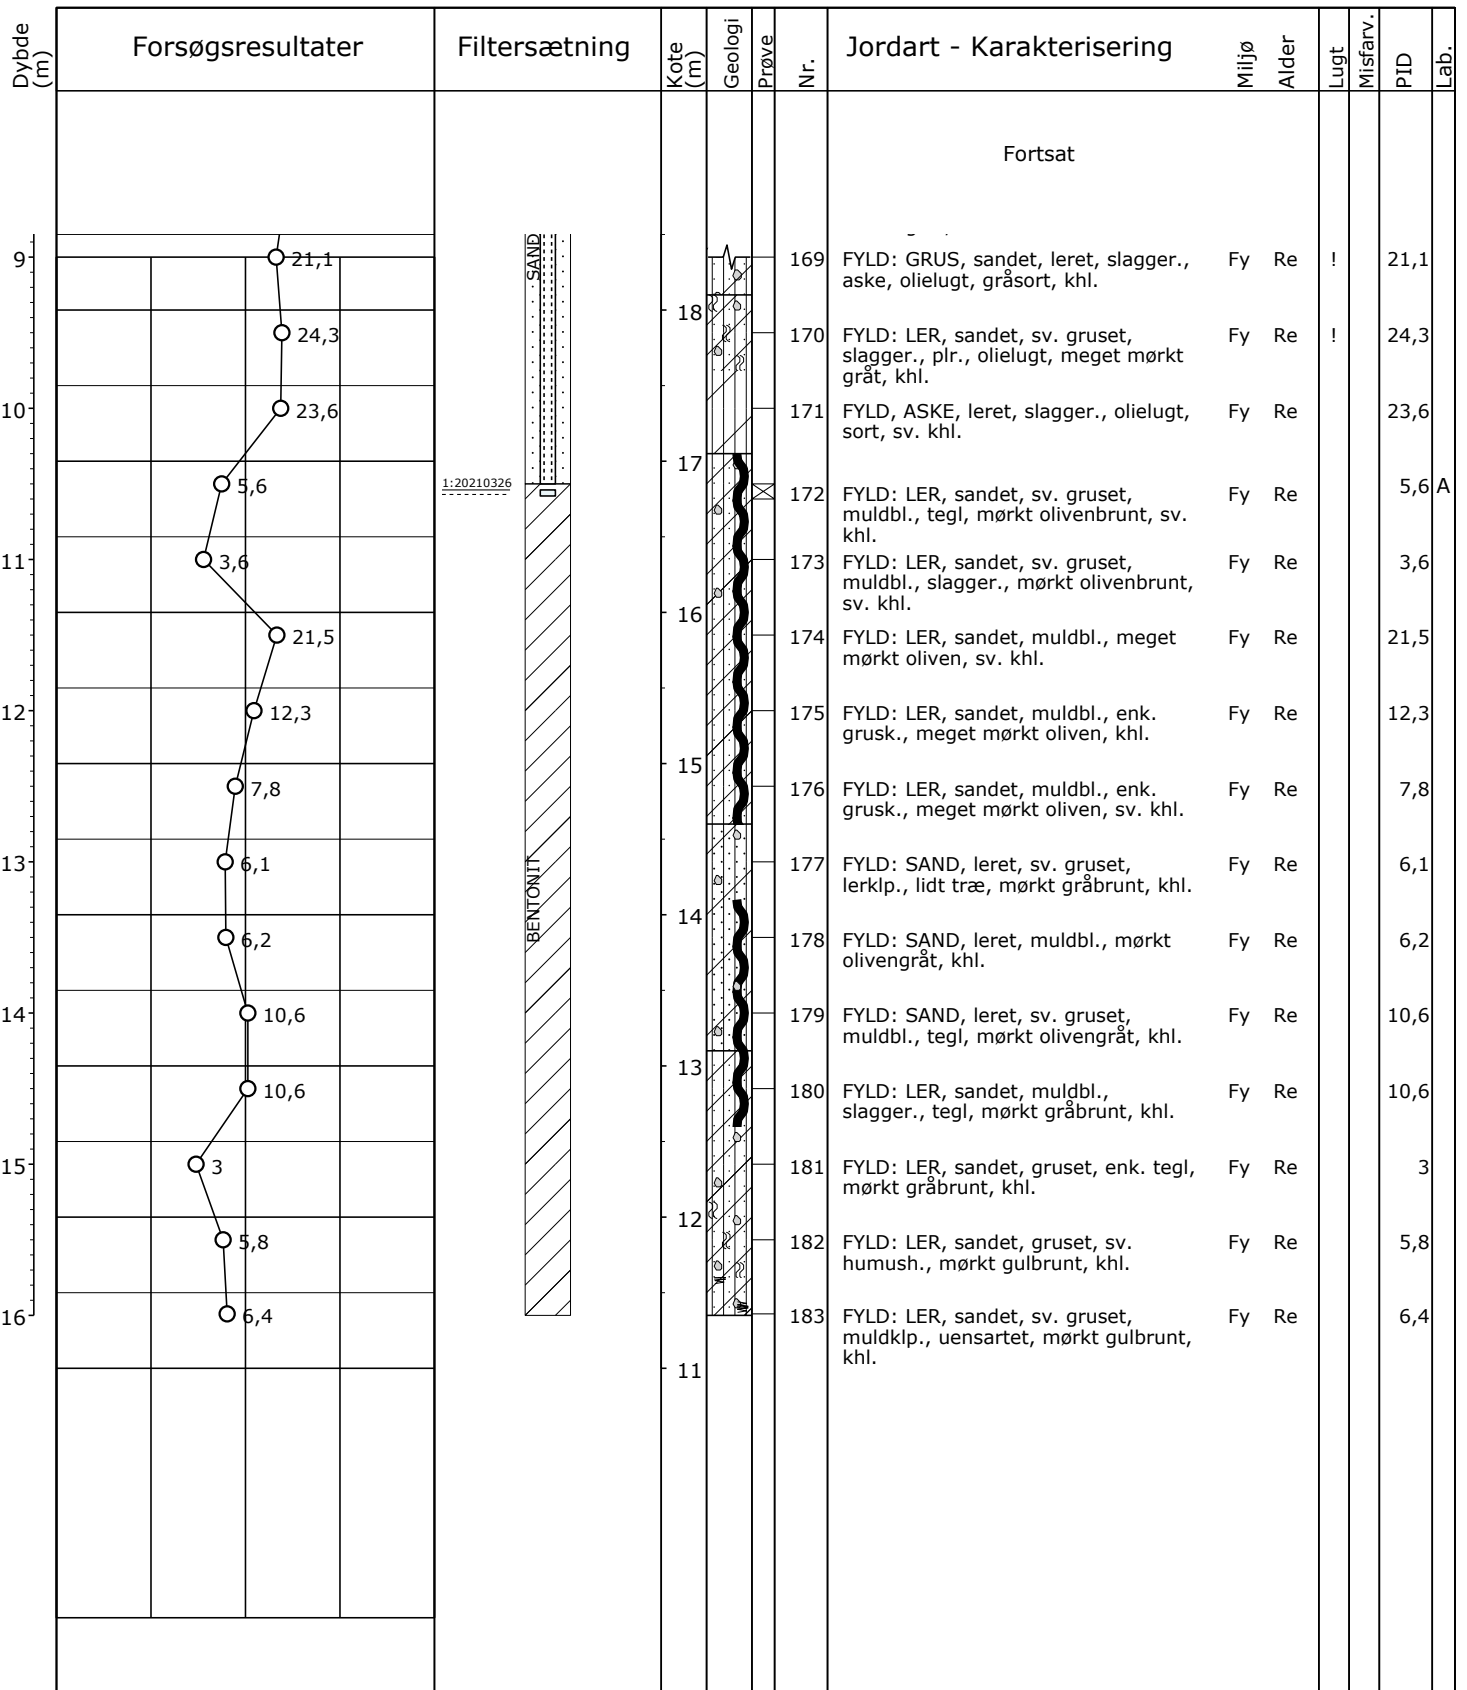 Dybde (m)
Forsøgsresultater
Filtersætning
Kote (m)
Geologi
Prøve
Nr.
Jordart - Karakterisering
Miljø
Alder
Lugt
Misfarv.
PID
Lab.
Fortsat
9
21,1
SAND
169
FYLD: GRUS, sandet, leret, slagger.,
aske, olielugt, gråsort, khl.
Fy Re ! 21,1
18
24,3
170
FYLD: LER, sandet, sv. gruset,
slagger., plr., olielugt, meget mørkt
gråt, khl.
Fy Re ! 24,3
10
23,6
171
FYLD, ASKE, leret, slagger., olielugt,
sort, sv. khl.
Fy Re 23,6
17
5,6
1:20210326
172
FYLD: LER, sandet, sv. gruset,
muldbl., tegl, mørkt olivenbrunt, sv.
khl.
Fy Re 5,6 A
11
3,6
173
FYLD: LER, sandet, sv. gruset,
muldbl., slagger., mørkt olivenbrunt,
sv. khl.
Fy Re 3,6
16
21,5
174
FYLD: LER, sandet, muldbl., meget
mørkt oliven, sv. khl.
Fy Re 21,5
12
12,3
175
FYLD: LER, sandet, muldbl., enk.
grusk., meget mørkt oliven, khl.
Fy Re 12,3
15
7,8
176
FYLD: LER, sandet, muldbl., enk.
grusk., meget mørkt oliven, sv. khl.
Fy Re 7,8
13
6,1
BENTONIT
177
FYLD: SAND, leret, sv. gruset,
lerklp., lidt træ, mørkt gråbrunt, khl.
Fy Re 6,1
14
6,2
178
FYLD: SAND, leret, muldbl., mørkt
olivengråt, khl.
Fy Re 6,2
14
10,6
179
FYLD: SAND, leret, sv. gruset,
muldbl., tegl, mørkt olivengråt, khl.
Fy Re 10,6
13
10,6
180
FYLD: LER, sandet, muldbl.,
slagger., tegl, mørkt gråbrunt, khl.
Fy Re 10,6
15
3
181
FYLD: LER, sandet, gruset, enk. tegl,
mørkt gråbrunt, khl.
Fy Re 3
12
5,8
182
FYLD: LER, sandet, gruset, sv.
humush., mørkt gulbrunt, khl.
Fy Re 5,8
16
6,4
183
FYLD: LER, sandet, sv. gruset,
muldklp., uensartet, mørkt gulbrunt,
khl.
Fy Re 6,4
11